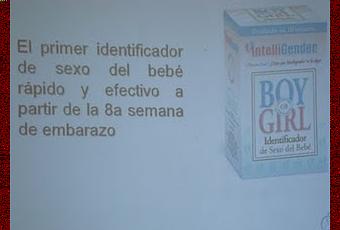 El primer identificador
de sexo del bebé
rápido y efectivo a
partir de la 8a semana
de embarazo
IntelliGender
BOY
or
GIRL
Identificador
de Sexo del Bebé